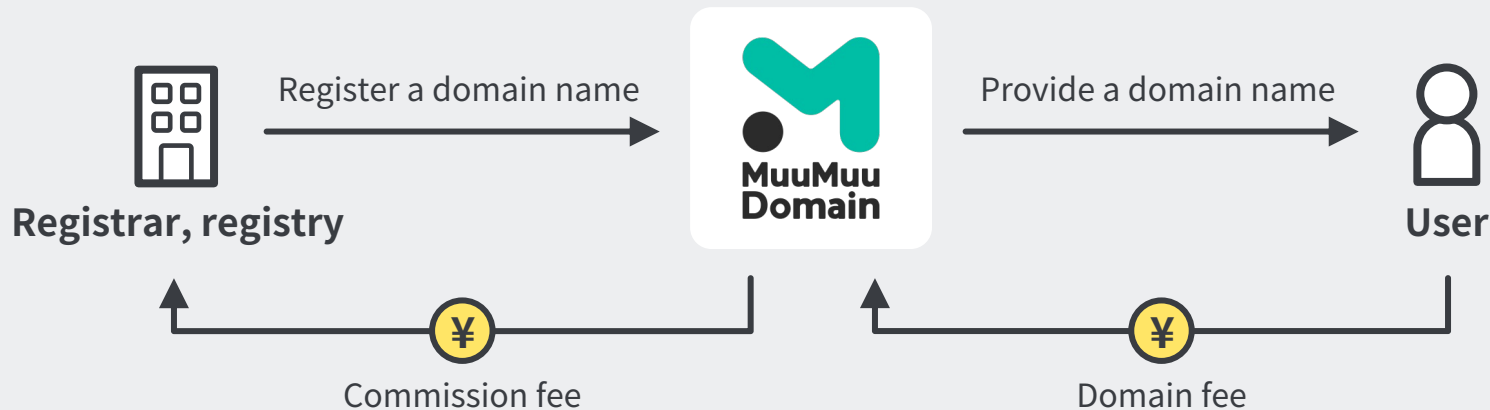 Register a domain name
Provide a domain name
MuuMuu
Domain
Registrar, registry
User
¥
¥
Commission fee
Domain fee